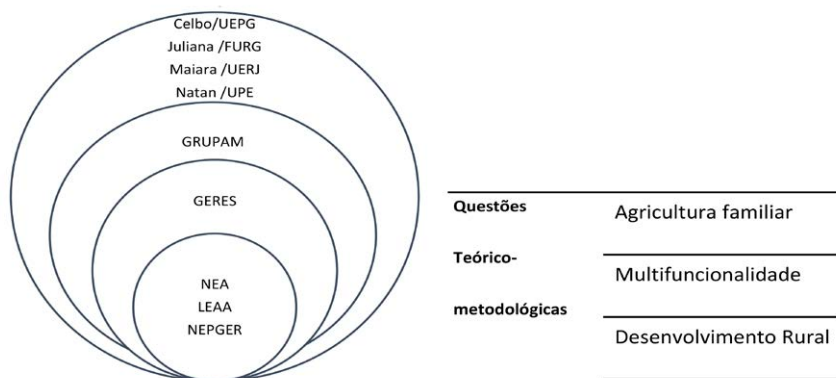 Celbo/UEPG
Juliana /FURG
Maiara /UERJ
Natan /UPE
GRUPAM
GERES
NEA
LEAA
NEPGER
Questões
Teórico-
metodológicas
Agricultura familiar
Multifuncionalidade
Desenvolvimento Rural